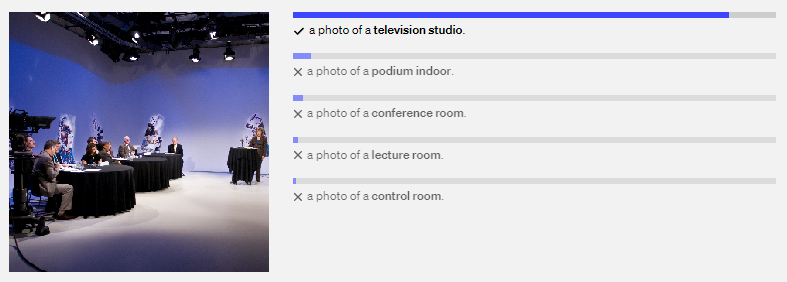 a photo of a television studio.
a photo of a podium indoor.
a photo of a conference room.
a photo of a lecture room.
a photo of a control room.